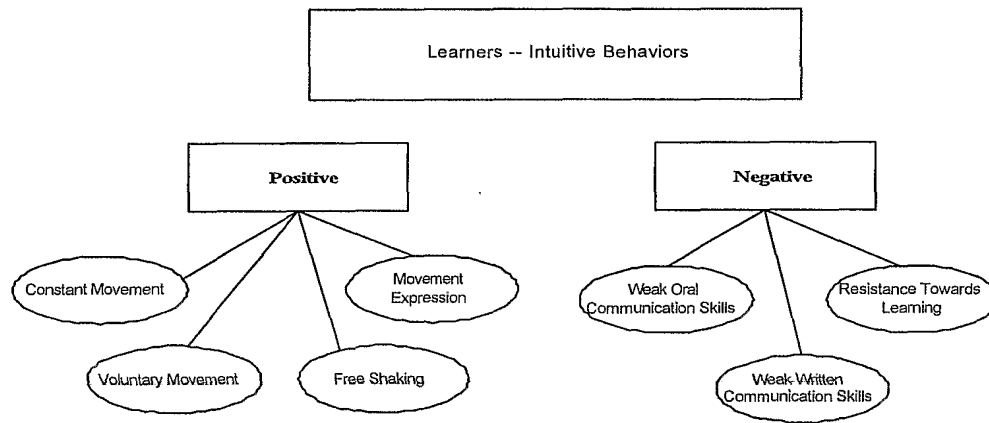 Learners -- Intuitive Behaviors
Positive
Negative
Constant Movement
Movement
Expression
Voluntary Movement
Free Shaking
Weak Oral
Communication Skills
Resistance Towards
Learning
Weak Written
Communication Skills